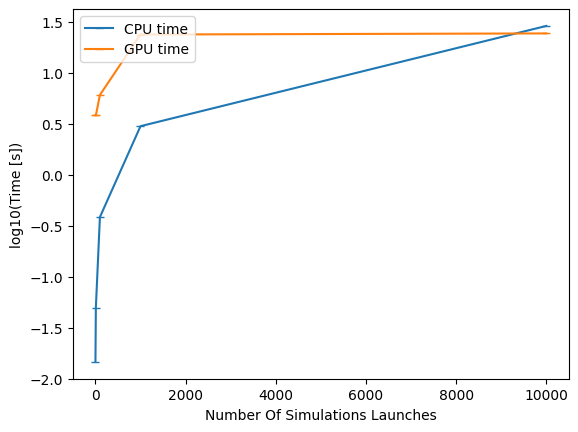 CPU time
GPU time
1.5
1.0
0.5
0.0
−0.5
−1.0
−1.5
−2.0
log10(Time [s])
0 2000 4000 6000 8000 10000
Number Of Simulations Launches